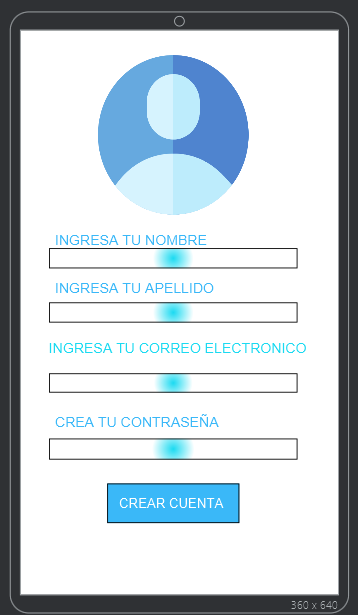 INGRESA TU NOMBRE
INGRESA TU APELLIDO
INGRESA TU CORREO ELECTRONICO
CREA TU CONTRASEÑA
CREAR CUENTA
360 x 640